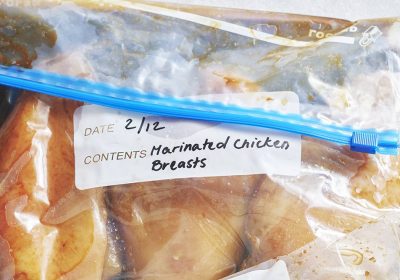 DATE 2/12
CONTENTS Marinated Chicken
Breasts